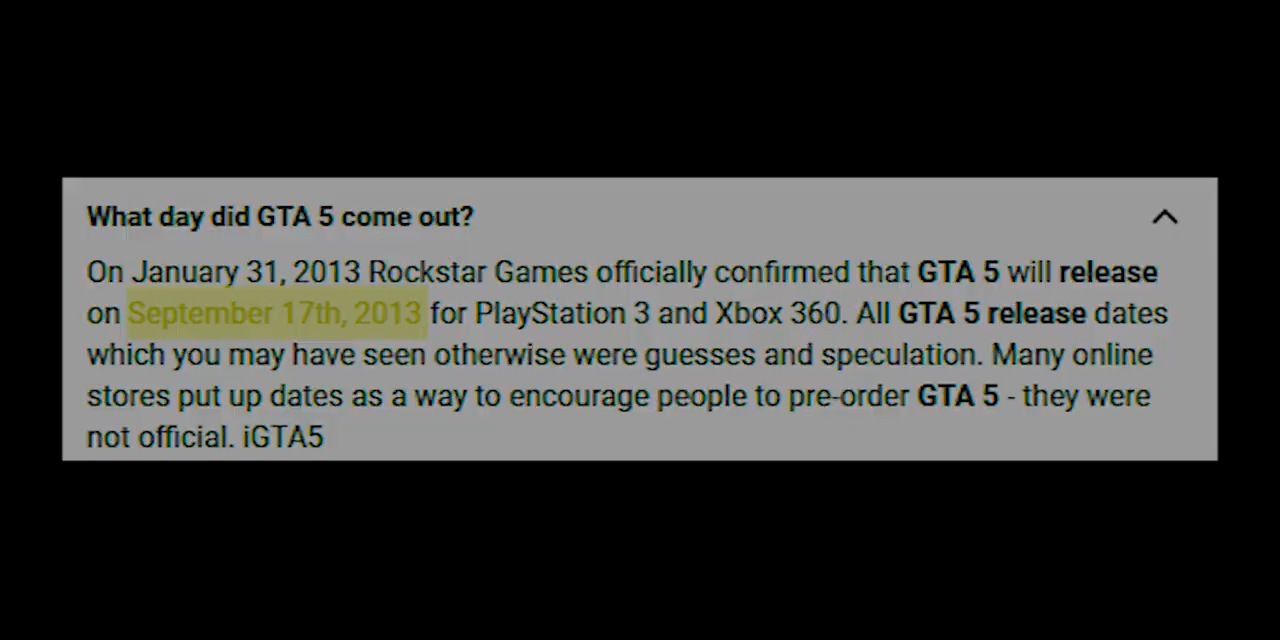 What day did GTA 5 come out?
On January 31, 2013 Rockstar Games officially confirmed that GTA 5 will release
on September 17th, 2013 for PlayStation 3 and Xbox 360. All GTA 5 release dates
which you may have seen otherwise were guesses and speculation. Many online
stores put up dates as a way to encourage people to pre-order GTA 5 - they were
not official. iGTA5